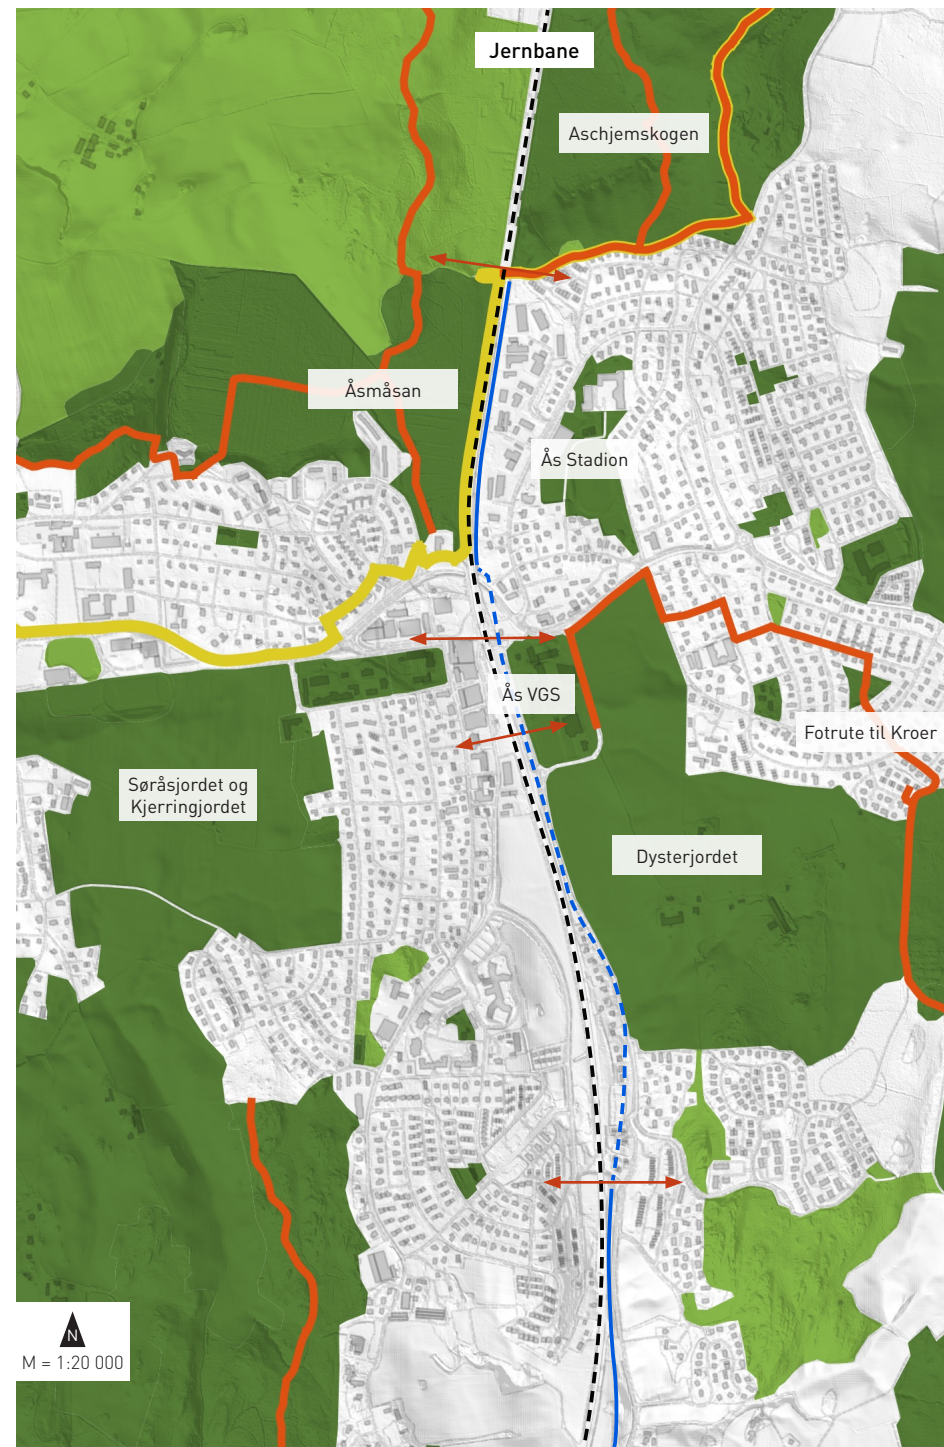 Jernbane
Aschjemskogen
Åsmåsan
Ås Stadion
Ås VGS
Fotrute til Kroer
Søråsjordet og
Kjerringjordet
Dysterjordet
N
M = 1:20 000